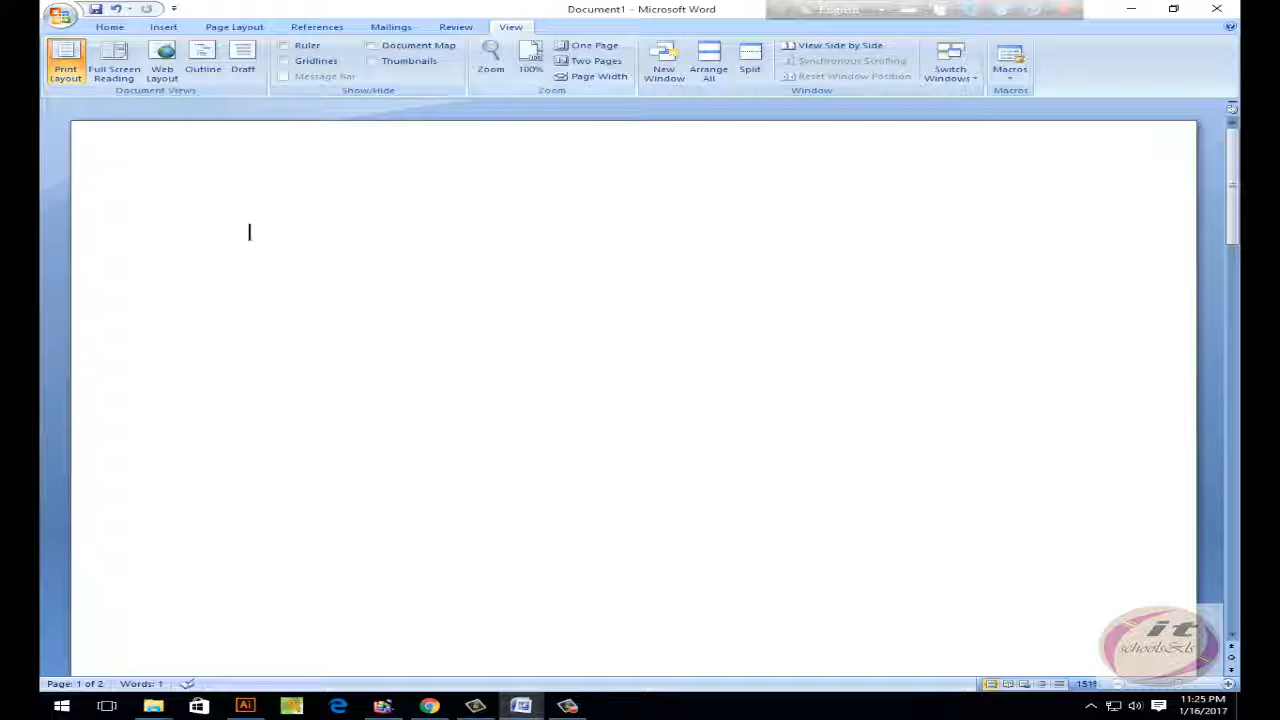 Document1 - Microsoft Word
Home Insert Page Layout References Mailings Review View
Print Layout
Full Screen Reading
Web Layout
Outline
Draft
Document Views
Ruler
Gridlines
Message Bar
Document Map
Thumbnails
Show/Hide
Zoom
100%
One Page
Two Pages
Page Width
Zoom
New Window
Arrange All
Split
View Side by Side
Synchronous Scrolling
Reset Window Position
Window
Switch Windows
Macros
Macros
it
schools&ls
Page: 1 of 2 Words: 1
11:25 PM
1/16/2017